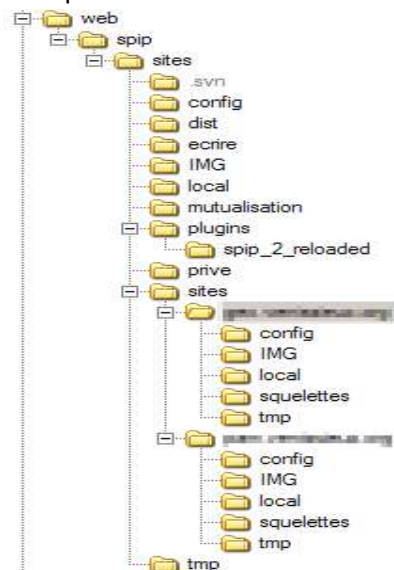 web
spip
sites
.svn
config
dist
ecrire
IMG
local
mutualisation
plugins
spip_2_reloaded
prive
sites
config
IMG
local
squelettes
tmp
config
IMG
local
squelettes
tmp
tmp